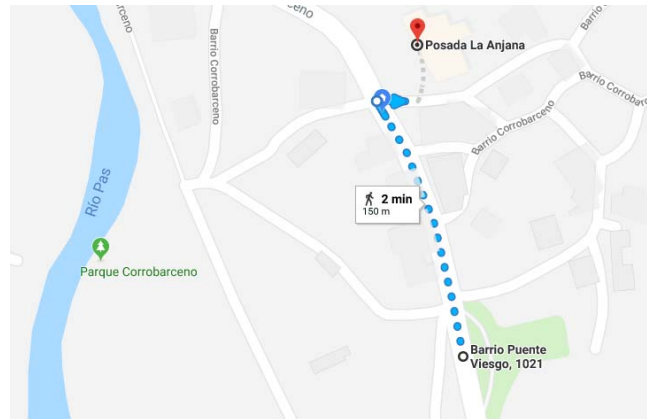 Barrio Corrobarceno
Posada La Anjana
Barrio Corrobarceno
Barrio Corrobarceno
Río Pas
2 min
150 m
Parque Corrobarceno
Barrio Puente
Viesgo, 1021